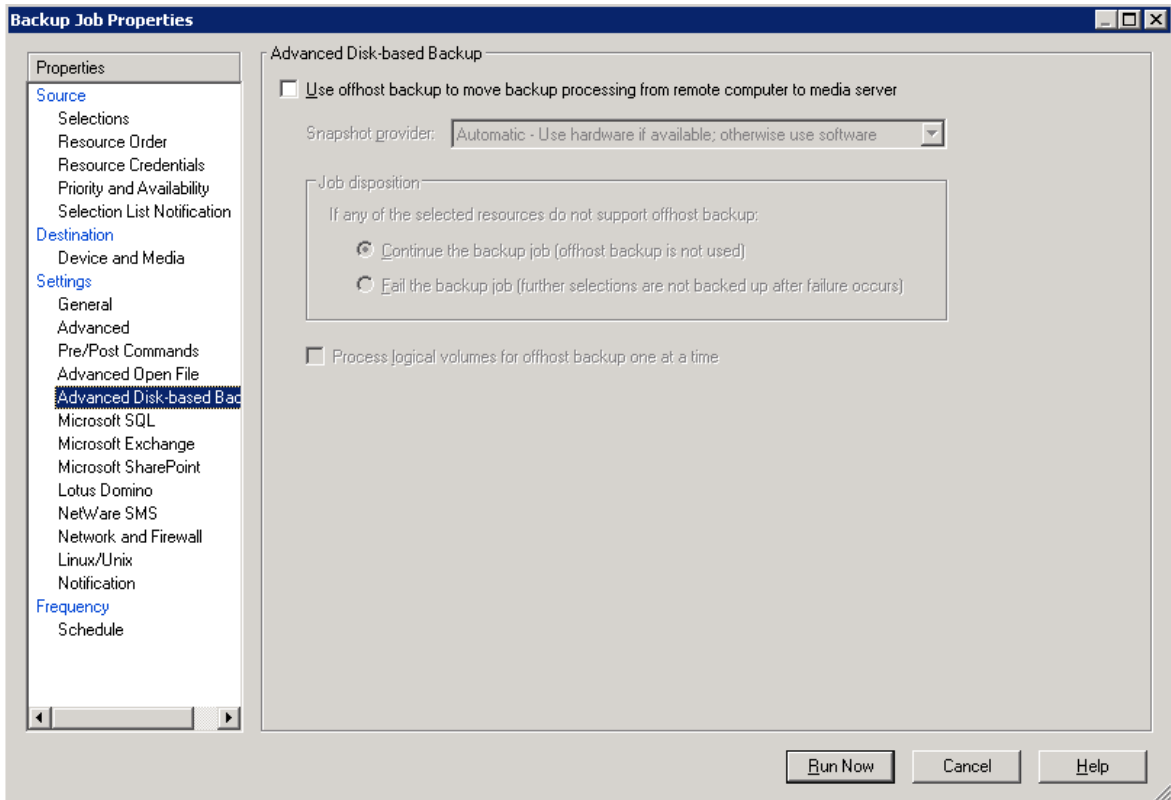 Backup Job Properties
Properties
Source
Selections
Resource Order
Resource Credentials
Priority and Availability
Selection List Notification
Destination
Device and Media
Settings
General
Advanced
Pre/Post Commands
Advanced Open File
Advanced Disk-based Bac
Microsoft SQL
Microsoft Exchange
Microsoft SharePoint
Lotus Domino
NetWare SMS
Network and Firewall
Linux/Unix
Notification
Frequency
Schedule
Advanced Disk-based Backup
Use offhost backup to move backup processing from remote computer to media server
Snapshot provider: Automatic - Use hardware if available; otherwise use software
Job disposition
If any of the selected resources do not support offhost backup:
Continue the backup job (offhost backup is not used)
Fail the backup job (further selections are not backed up after failure occurs)
Process logical volumes for offhost backup one at a time
Run Now Cancel Help